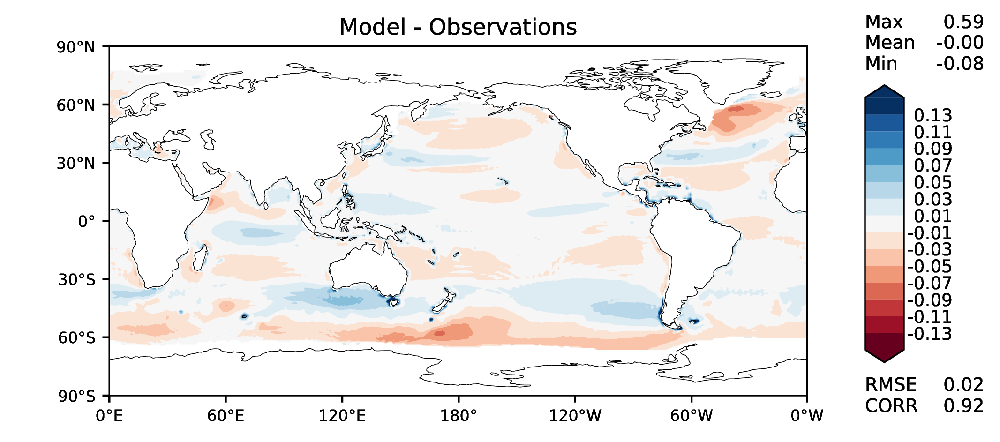 Model - Observations
Max 0.59
Mean -0.00
Min -0.08
90°N
60°N
30°N
0°
30°S
60°S
90°S
0°E 60°E 120°E 180° 120°W 60°W 0°W
0.13
0.11
0.09
0.07
0.05
0.03
0.01
-0.01
-0.03
-0.05
-0.07
-0.09
-0.11
-0.13
RMSE 0.02
CORR 0.92